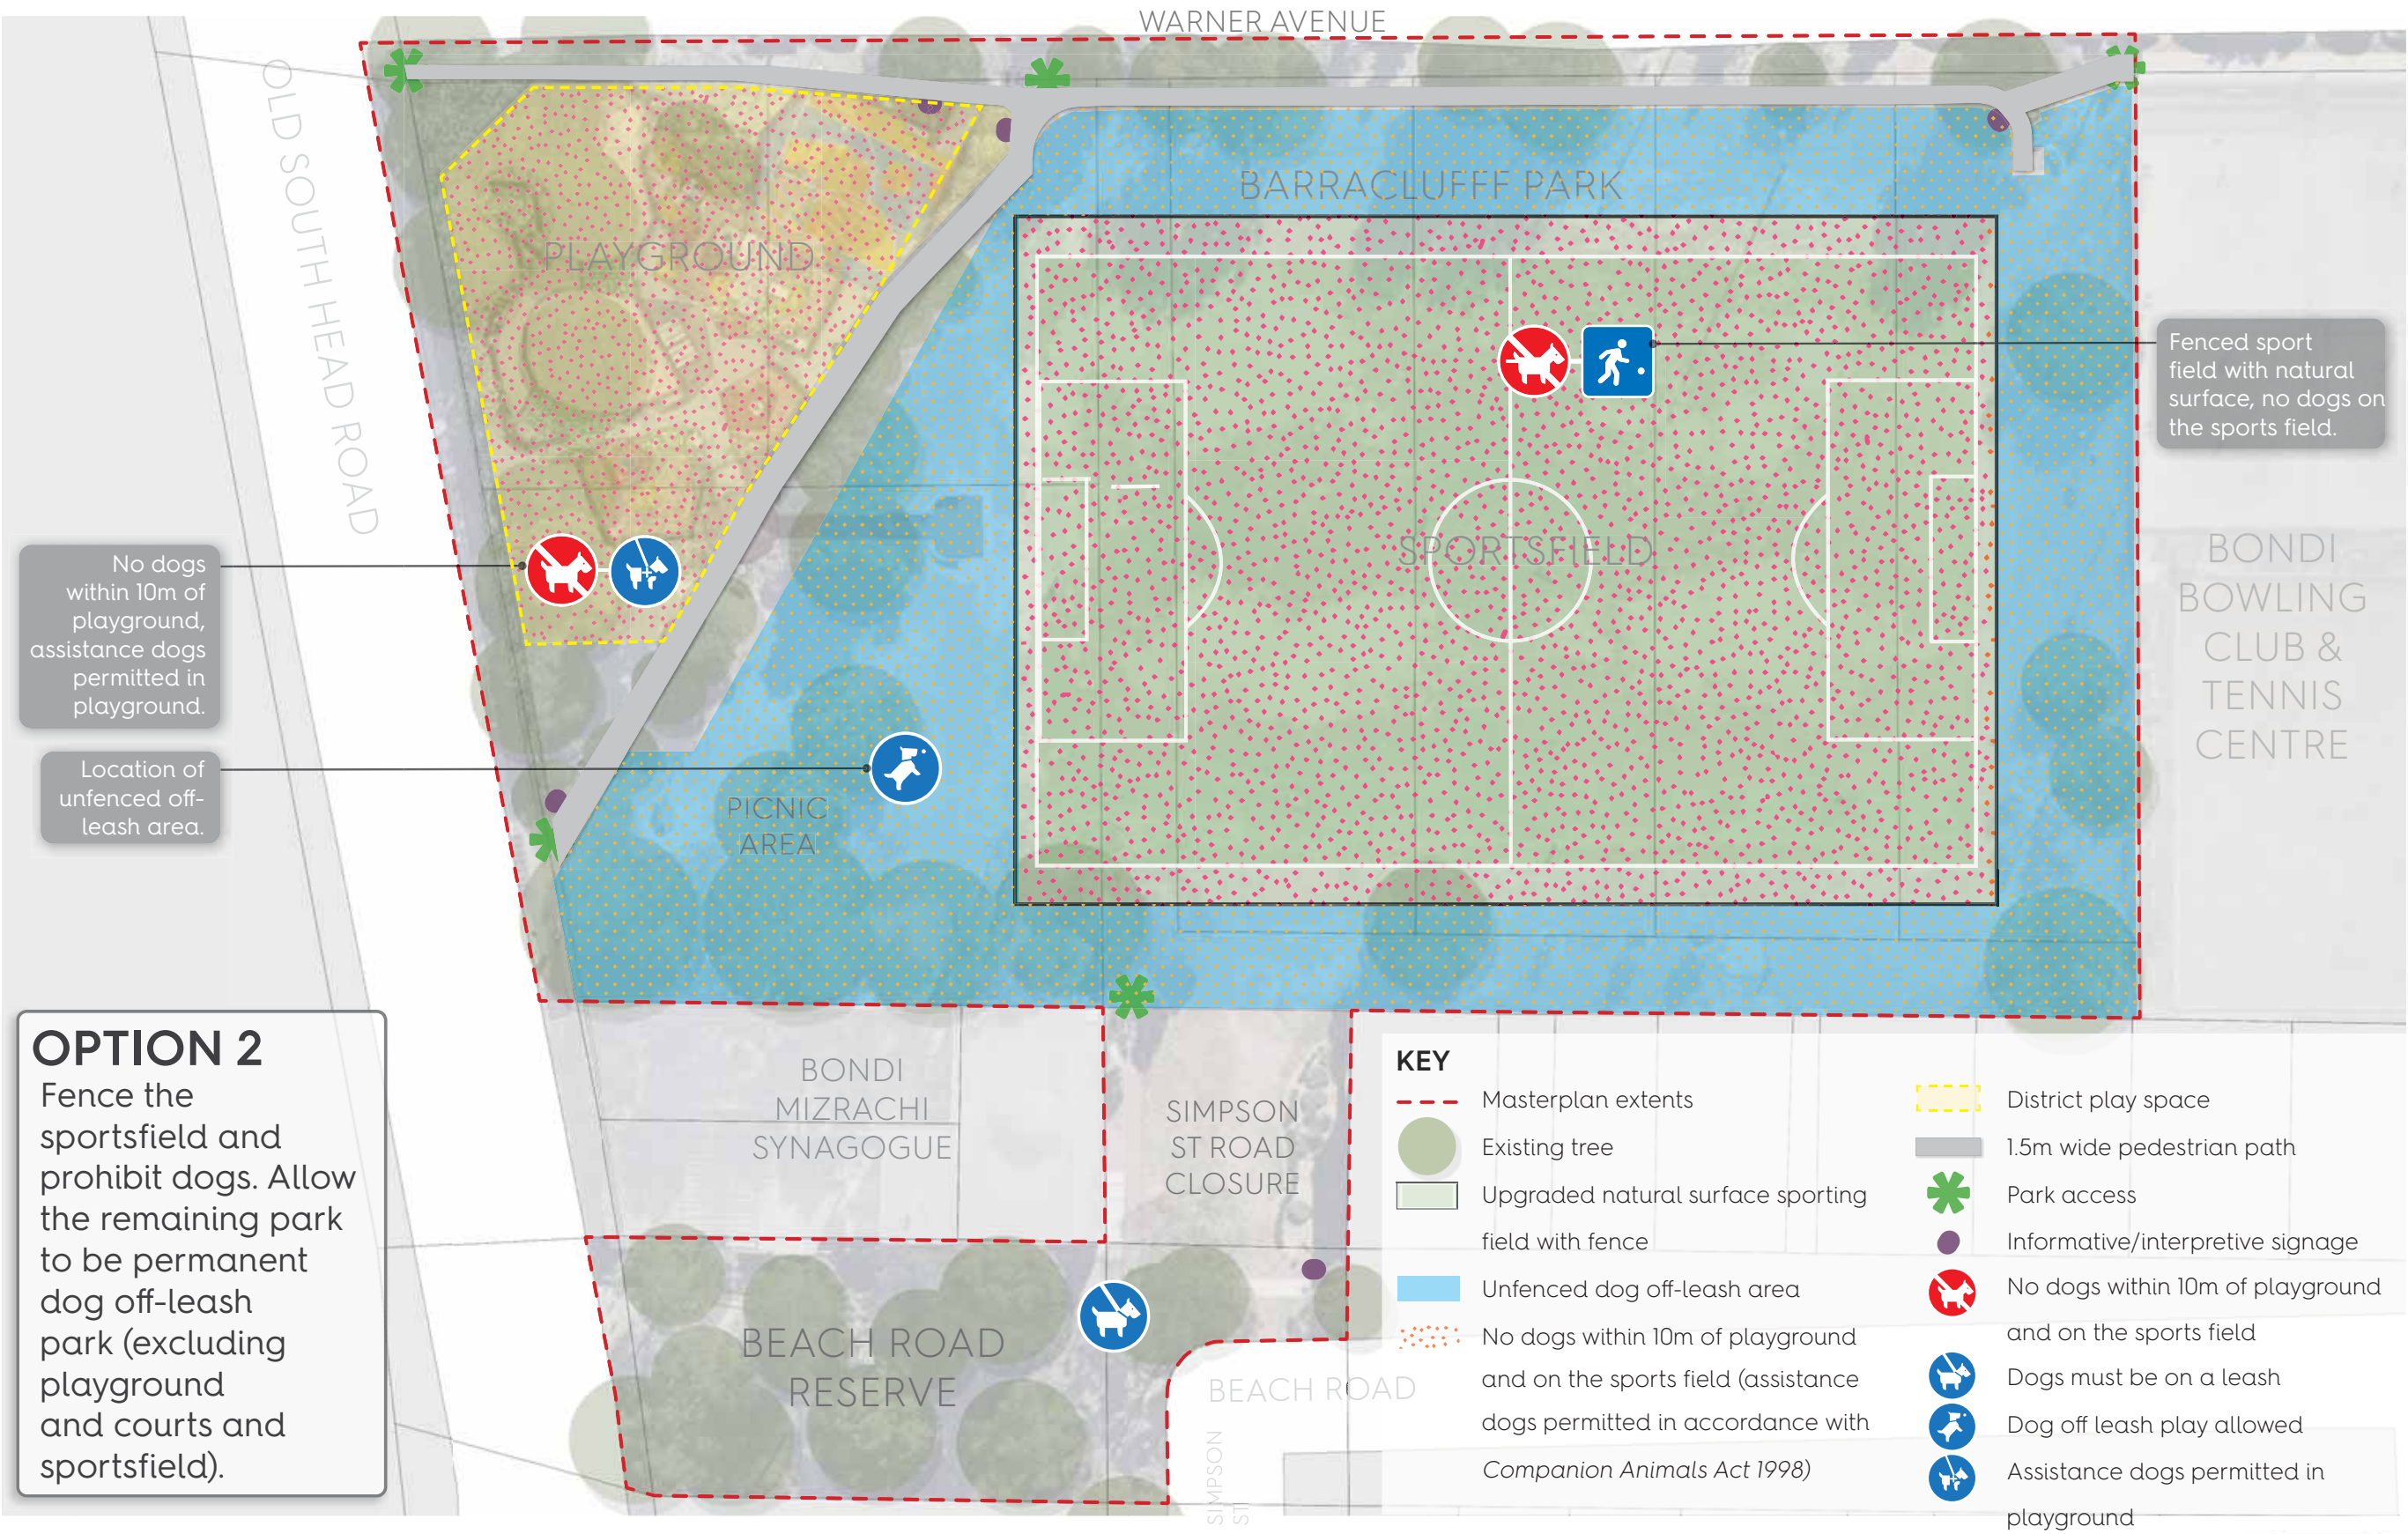 WARNER AVENUE
OLD SOUTH HEAD ROAD
BARRACLUFFF PARK
PLAYGROUND
Fenced sport
field with natural
surface, no dogs on
the sports field.
SPORTSFIELD
BONDI
BOWLING
CLUB &
TENNIS
CENTRE
No dogs
within 10m of
playground,
assistance dogs
permitted in
playground.
Location of
unfenced off-
leash area.
PICNIC
AREA
OPTION 2
Fence the
sportsfield and
prohibit dogs. Allow
the remaining park
to be permanent
dog off-leash
park (excluding
playground
and courts and
sportsfield).
BONDI
MIZRACHI
SYNAGOGUE
SIMPSON
ST ROAD
CLOSURE
BEACH ROAD
RESERVE
BEACH ROAD
SIMPSON
ST
KEY
Masterplan extents
Existing tree
Upgraded natural surface sporting
field with fence
Unfenced dog off-leash area
No dogs within 10m of playground
and on the sports field (assistance
dogs permitted in accordance with
Companion Animals Act 1998)
District play space
1.5m wide pedestrian path
Park access
Informative/interpretive signage
No dogs within 10m of playground
and on the sports field
Dogs must be on a leash
Dog off leash play allowed
Assistance dogs permitted in
playground